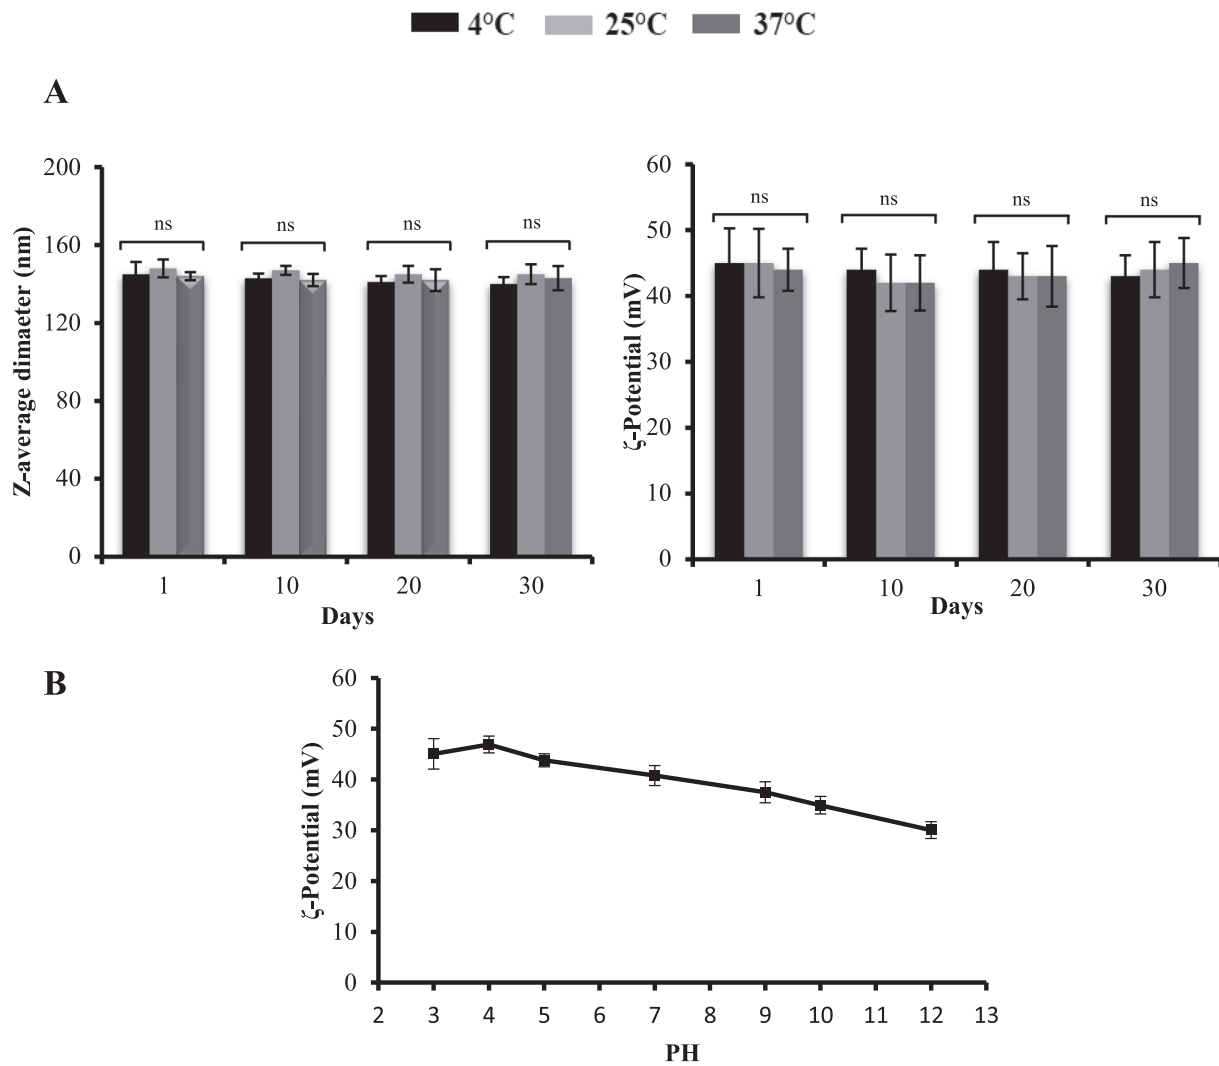 4°C 25°C 37°C
A
Z-average dimaeter (nm)
200
160
120
80
40
0
ns ns ns ns
1 10 20 30
Days
ζ-Potential (mV)
60
50
40
30
20
10
0
ns ns ns ns
1 10 20 30
Days
B
ζ-Potential (mV)
60
50
40
30
20
10
0
2 3 4 5 6 7 8 9 10 11 12 13
PH